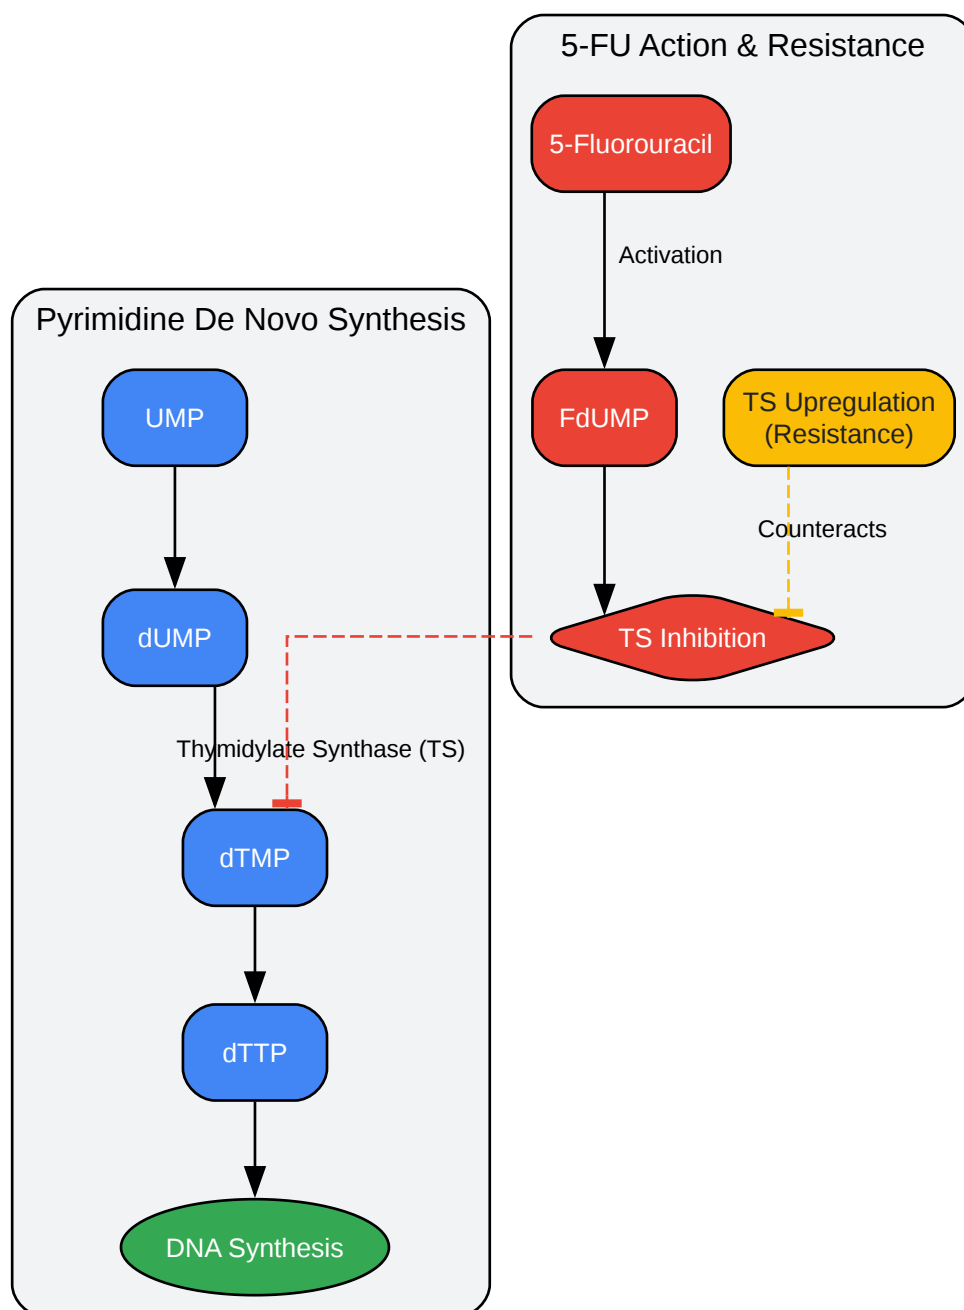 5-FU Action & Resistance
5-Fluorouracil
Activation
Pyrimidine De Novo Synthesis
UMP
FdUMP
TS Upregulation
(Resistance)
Counteracts
dUMP
TS Inhibition
Thymidylate Synthase (TS)
dTMP
dTTP
DNA Synthesis